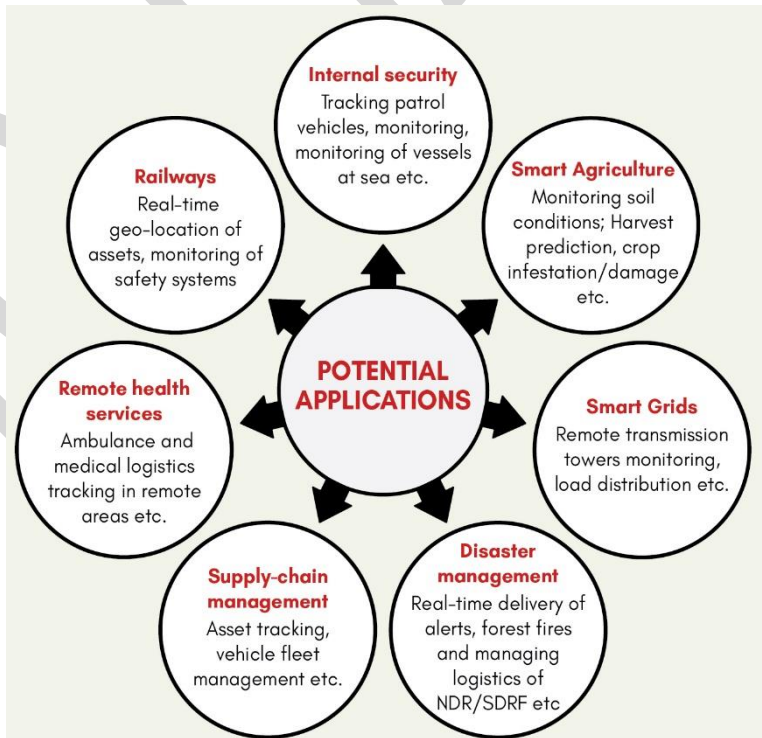 Internal security
Tracking patrol
vehicles, monitoring,
monitoring of vessels
at sea etc.
Smart Agriculture
Monitoring soil
conditions; Harvest
prediction, crop
infestation/damage
etc.
Smart Grids
Remote transmission
towers monitoring,
load distribution etc.
Disaster
management
Real-time delivery of
alerts, forest fires
and managing
logistics of
NDR/SDRF etc
Supply-chain
management
Asset tracking,
vehicle fleet
management etc.
Remote health
services
Ambulance and
medical logistics
tracking in remote
areas etc.
Railways
Real-time
geo-location of
assets, monitoring of
safety systems
POTENTIAL
APPLICATIONS